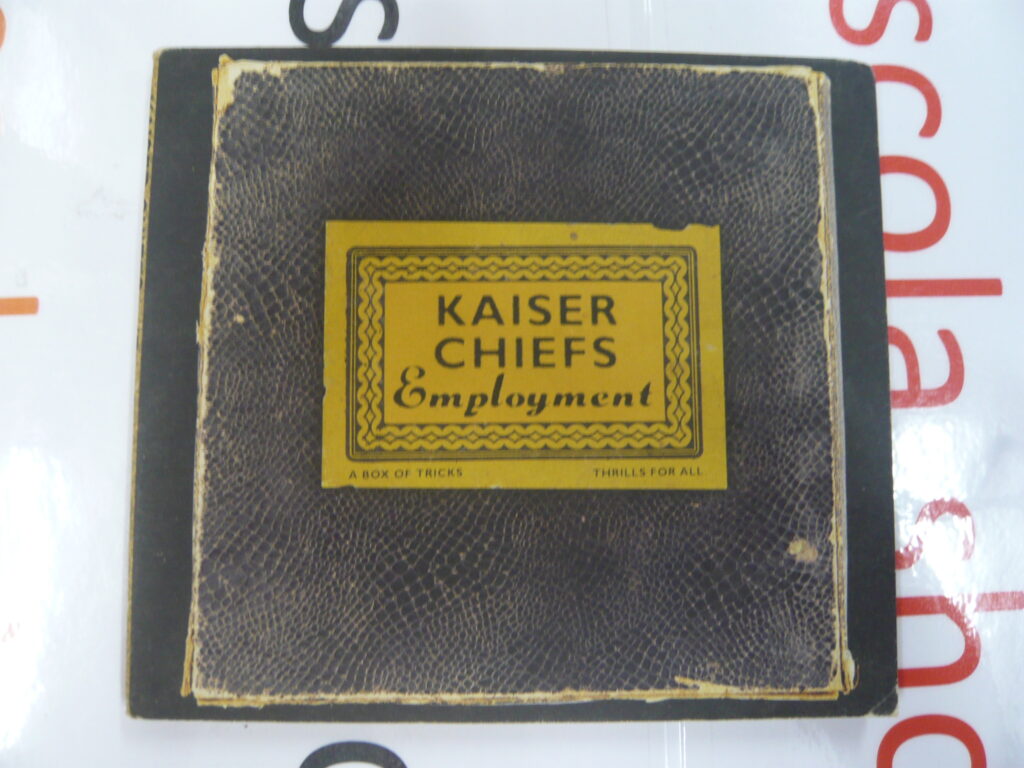 KAISER
CHIEFS
Employment
A BOX OF TRICKS
THRILLS FOR ALL